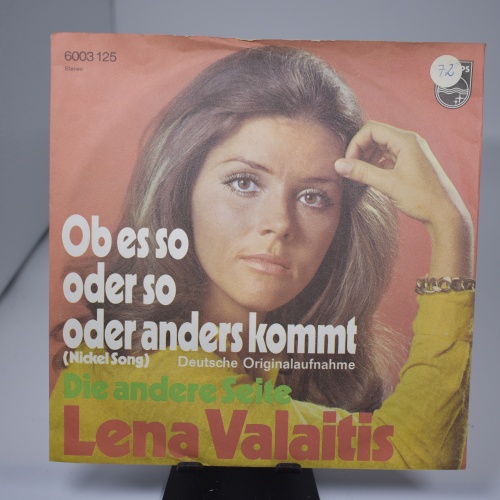 6003 125
Stereo
72
PS
Ob es so
oder so
oder anders kommt
(Nickel Song) Deutsche Originalaufnahme
Die andere Seite
Lena Valaitis